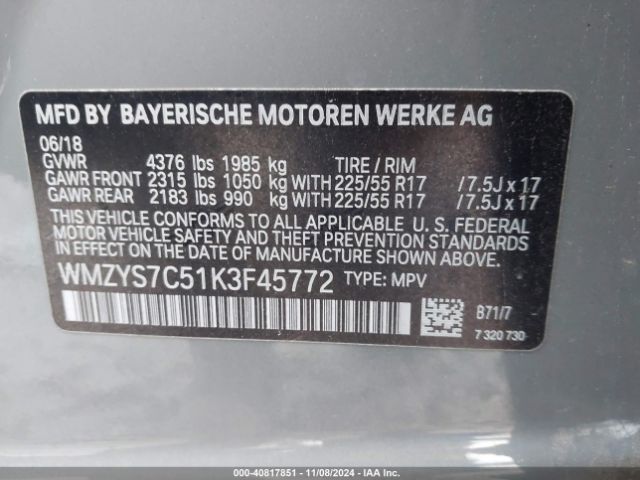 MFD BY BAYERISCHE MOTOREN WERKE AG
06/18
GVWR 4376 lbs 1985 kg TIRE / RIM
GAWR FRONT 2315 lbs 1050 kg WITH 225/55 R17 /7.5J x 17
GAWR REAR 2183 lbs 990 kg WITH 225/55 R17 /7.5J x 17
THIS VEHICLE CONFORMS TO ALL APPLICABLE U. S. FEDERAL
MOTOR VEHICLE SAFETY, BUMPER, AND THEFT PREVENTION
STANDARDS IN EFFECT ON THE DATE OF MANUFACTURE SHOWN ABOVE.
WMZYS7C51K3F45772 TYPE: MPV
B71/7
7 320 730
000-40817851 | 11/08/2024 - IAA Inc.